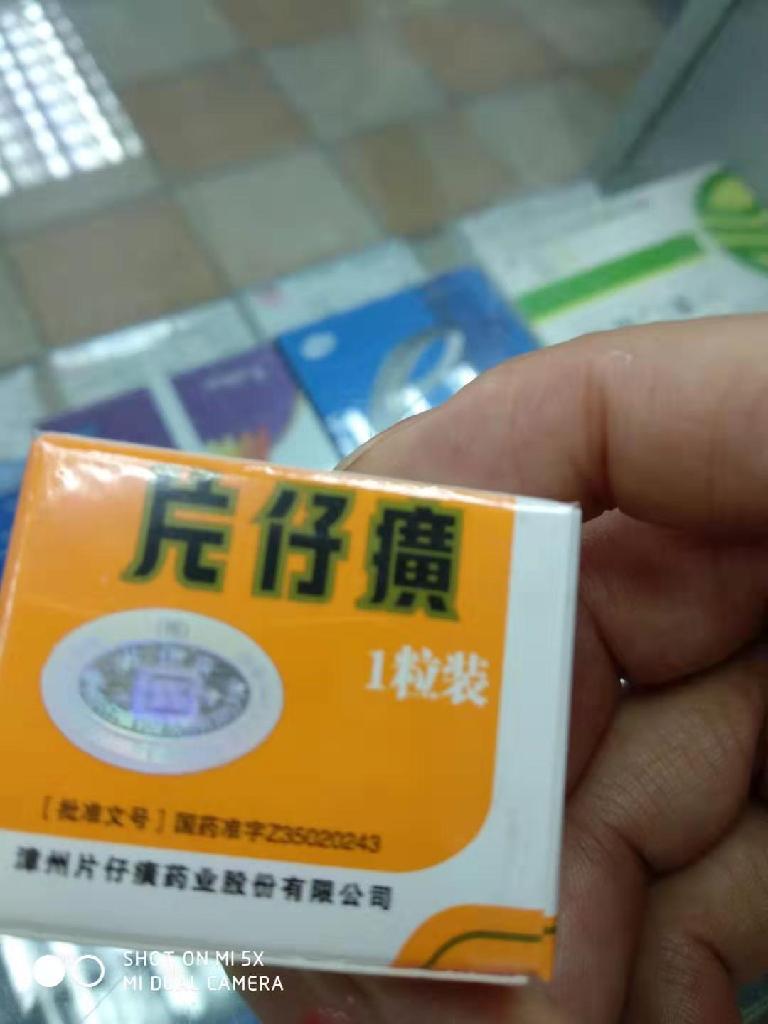 片仔癀
1粒装
[批准文号]国药准字Z35020243
漳州片仔癀药业股份有限公司
SHOT ON MI 5X
MI DUAL CAMERA